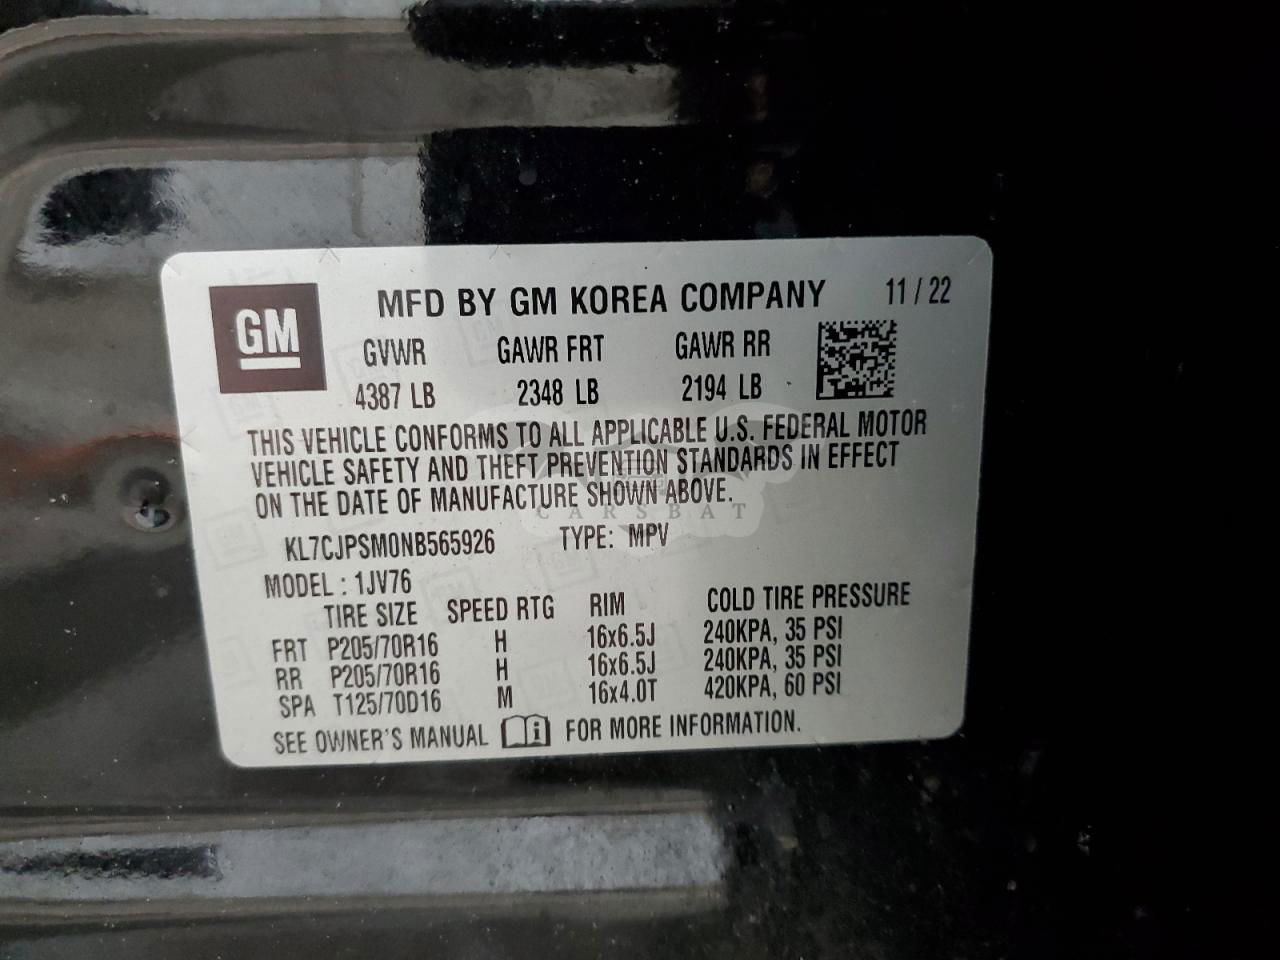 GM
MFD BY GM KOREA COMPANY 11 / 22
GVWR GAWR FRT GAWR RR
4387 LB 2348 LB 2194 LB
THIS VEHICLE CONFORMS TO ALL APPLICABLE U.S. FEDERAL MOTOR
VEHICLE SAFETY AND THEFT PREVENTION STANDARDS IN EFFECT
ON THE DATE OF MANUFACTURE SHOWN ABOVE.
CARSBAT
KL7CJPSM0NB565926 TYPE: MPV
MODEL : 1JV76
TIRE SIZE SPEED RTG RIM COLD TIRE PRESSURE
FRT P205/70R16 H 16x6.5J 240KPA, 35 PSI
RR P205/70R16 H 16x6.5J 240KPA, 35 PSI
SPA T125/70D16 M 16x4.0T 420KPA, 60 PSI
SEE OWNER'S MANUAL i FOR MORE INFORMATION.